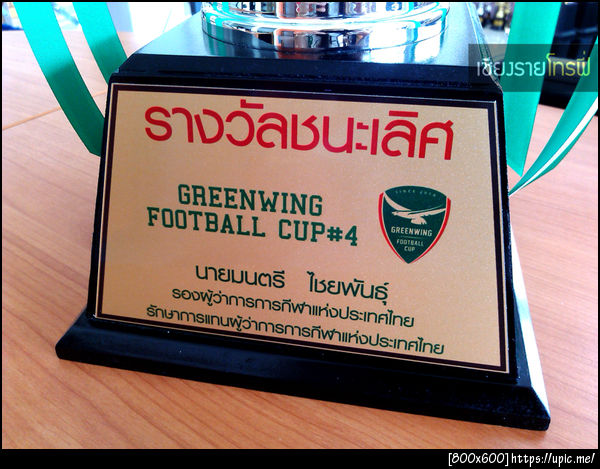 เชียงรายโทรฟี่
รางวัลชนะเลิศ
GREENWING
FOOTBALL CUP#4
GREENWING
FOOTBALL
CUP
นายมนตรี ไชยพันธุ์
รองผู้ว่าการการกีฬาแห่งประเทศไทย
รักษาการแทนผู้ว่าการการกีฬาแห่งประเทศไทย
[800x600] https://upic.me/